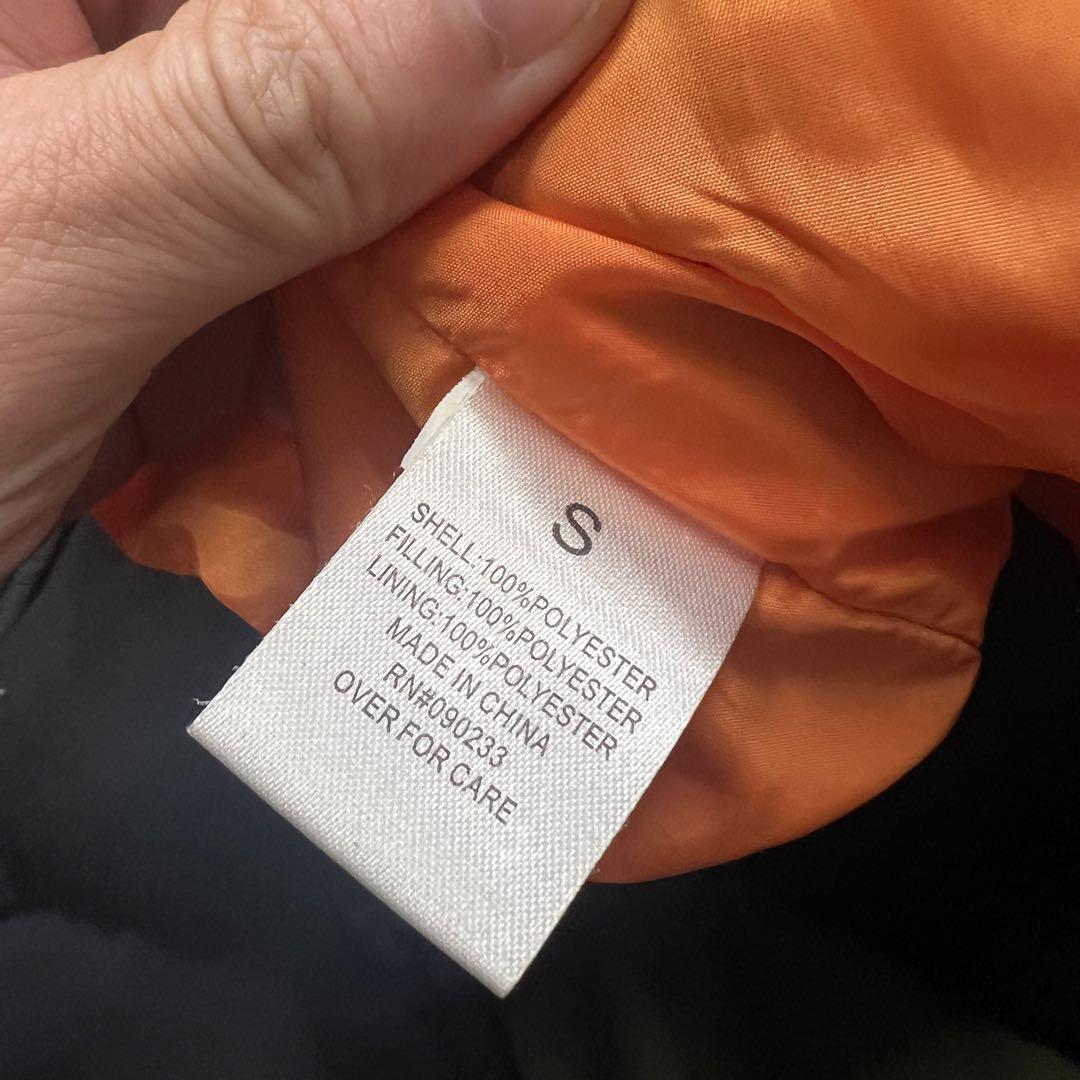 S
SHELL:100%POLYESTER
FILLING:100%POLYESTER
LINING:100%POLYESTER
MADE IN CHINA
RN#090233
OVER FOR CARE